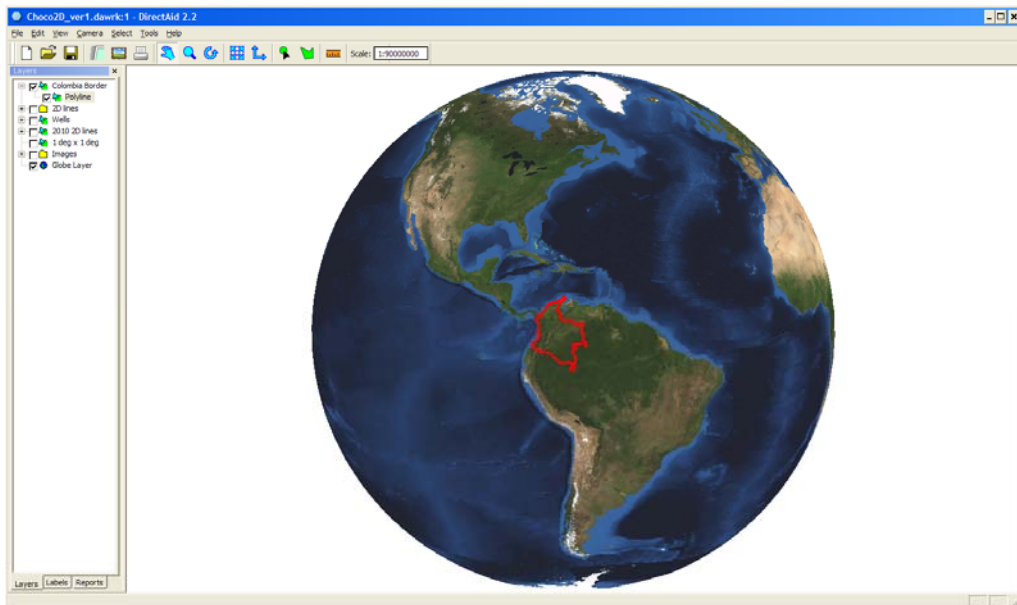 Choco2D_ver1.dawrk:1 - DirectAid 2.2
File Edit View Camera Select Tools Help
Scale: 1:90000000
Layers
Colombia Border
Polyline
2D lines
Wells
2010 2D lines
1 deg x 1 deg
Images
Globe Layer
Layers Labels Reports